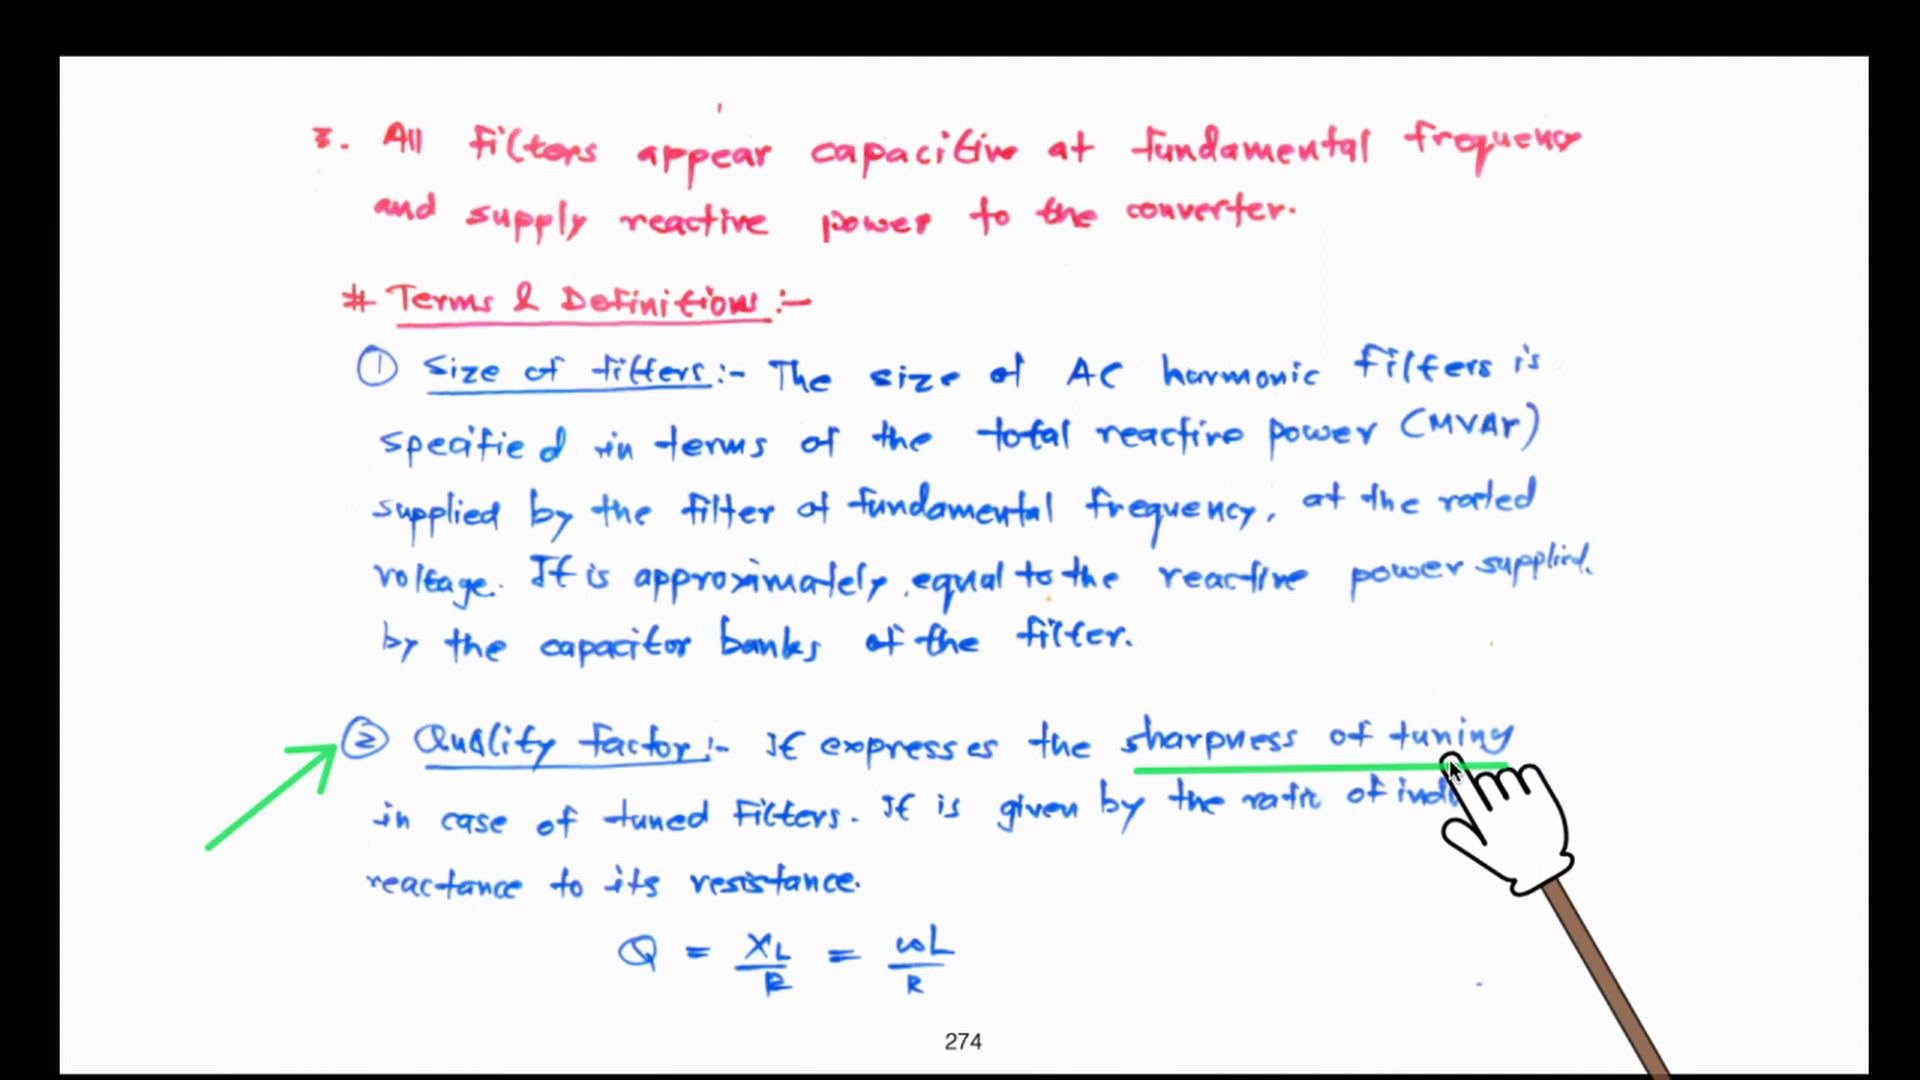 3. All filters appear capacitive at fundamental frequency
and supply reactive power to the converter.
# Terms & Definitions :-
① Size of filters :- The size of AC harmonic filters is
specified in terms of the total reactive power (MVAr)
supplied by the filter at fundamental frequency, at the rated
voltage. It is approximately equal to the reactive power supplied
by the capacitor banks of the filter.
② Quality factor :- It expresses the sharpness of tuning
in case of tuned filters. It is given by the ratio of
reactance to its resistance.
Q = XL/R = ωL/R
274